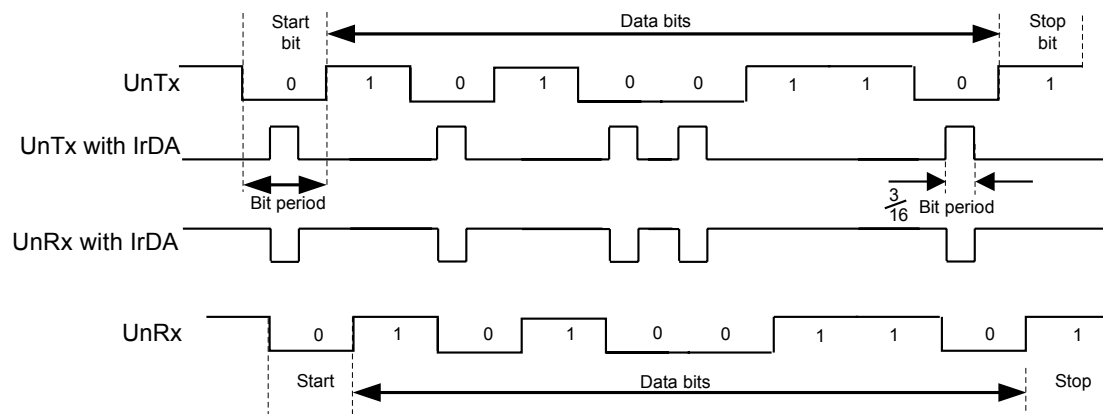 Start
bit
Data bits
Stop
bit
UnTx
0 1 0 1 0 0 1 1 0 1
UnTx with IrDA
Bit period
3
16
Bit period
UnRx with IrDA
UnRx
0 1 0 1 0 0 1 1 0 1
Start
Data bits
Stop